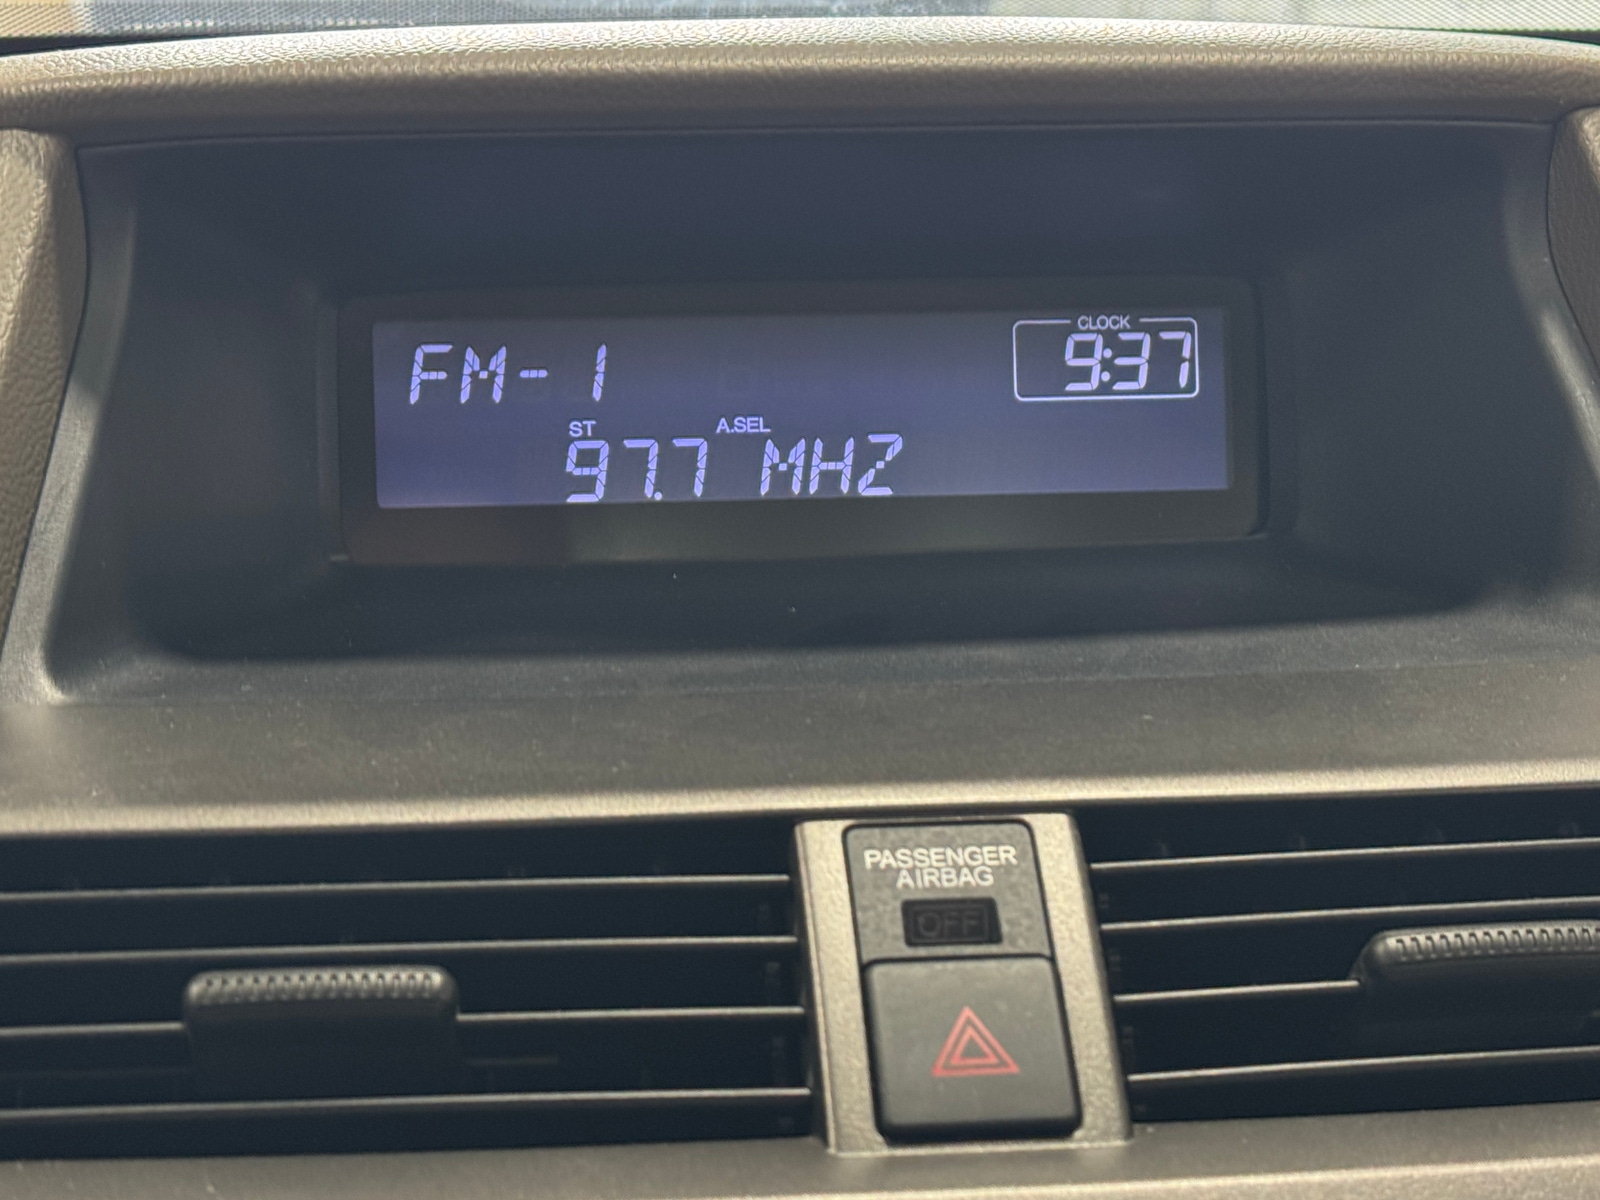 FM-1
CLOCK
9:37
ST
A.SEL
97.7 MHZ
PASSENGER
AIRBAG
OFF